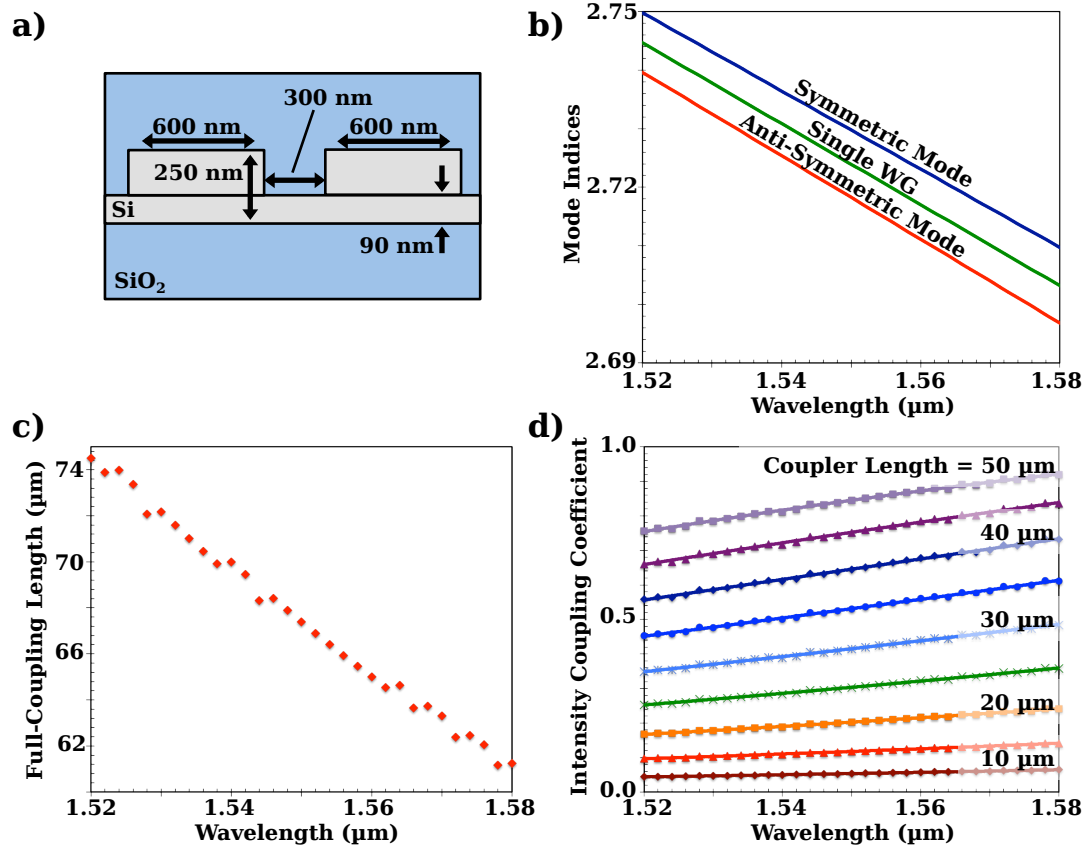 a)
300 nm
600 nm
600 nm
250 nm
Si
90 nm
SiO₂
b)
2.75
2.72
2.69
Mode Indices
Symmetric Mode
Single WG
Anti-Symmetric Mode
1.52
1.54
1.56
1.58
Wavelength (µm)
c)
74
70
66
62
Full-Coupling Length (µm)
1.52
1.54
1.56
1.58
Wavelength (µm)
d)
1.0
0.5
0.0
Intensity Coupling Coefficient
Coupler Length = 50 µm
40 µm
30 µm
20 µm
10 µm
1.52
1.54
1.56
1.58
Wavelength (µm)